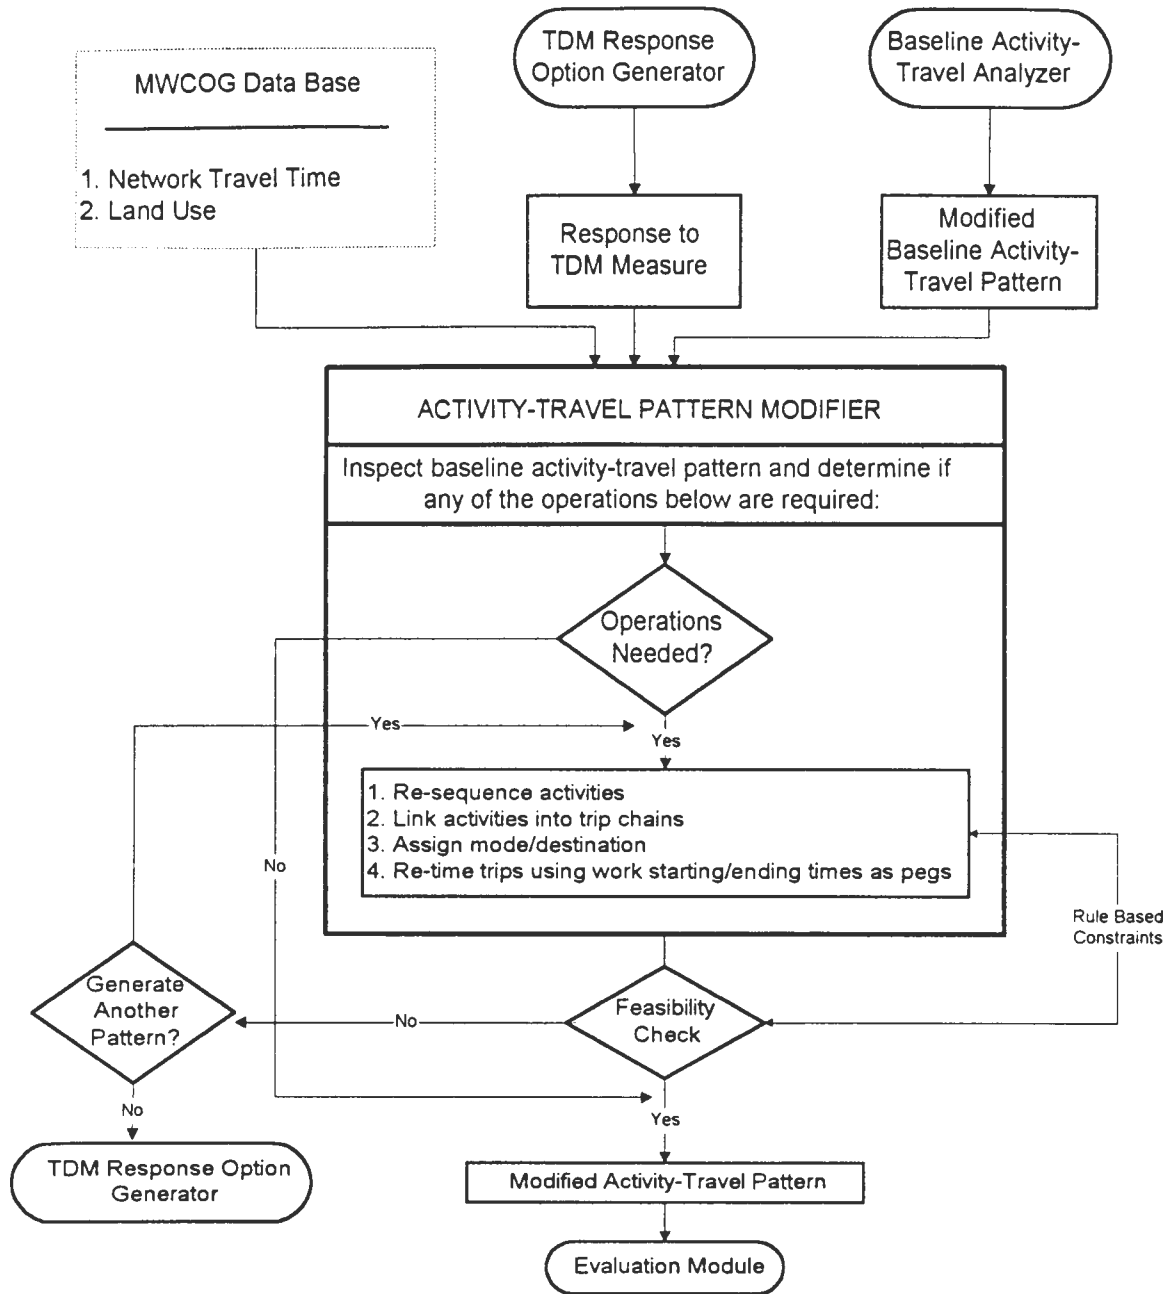 MWCOG Data Base
1. Network Travel Time
2. Land Use
TDM Response
Option Generator
Baseline Activity-
Travel Analyzer
Response to
TDM Measure
Modified
Baseline Activity-
Travel Pattern
ACTIVITY-TRAVEL PATTERN MODIFIER
Inspect baseline activity-travel pattern and determine if
any of the operations below are required:
Operations
Needed?
Yes
Yes
1. Re-sequence activities
2. Link activities into trip chains
3. Assign mode/destination
4. Re-time trips using work starting/ending times as pegs
No
Rule Based
Constraints
Generate
Another
Pattern?
No
Feasibility
Check
No
Yes
TDM Response Option
Generator
Modified Activity-Travel Pattern
Evaluation Module